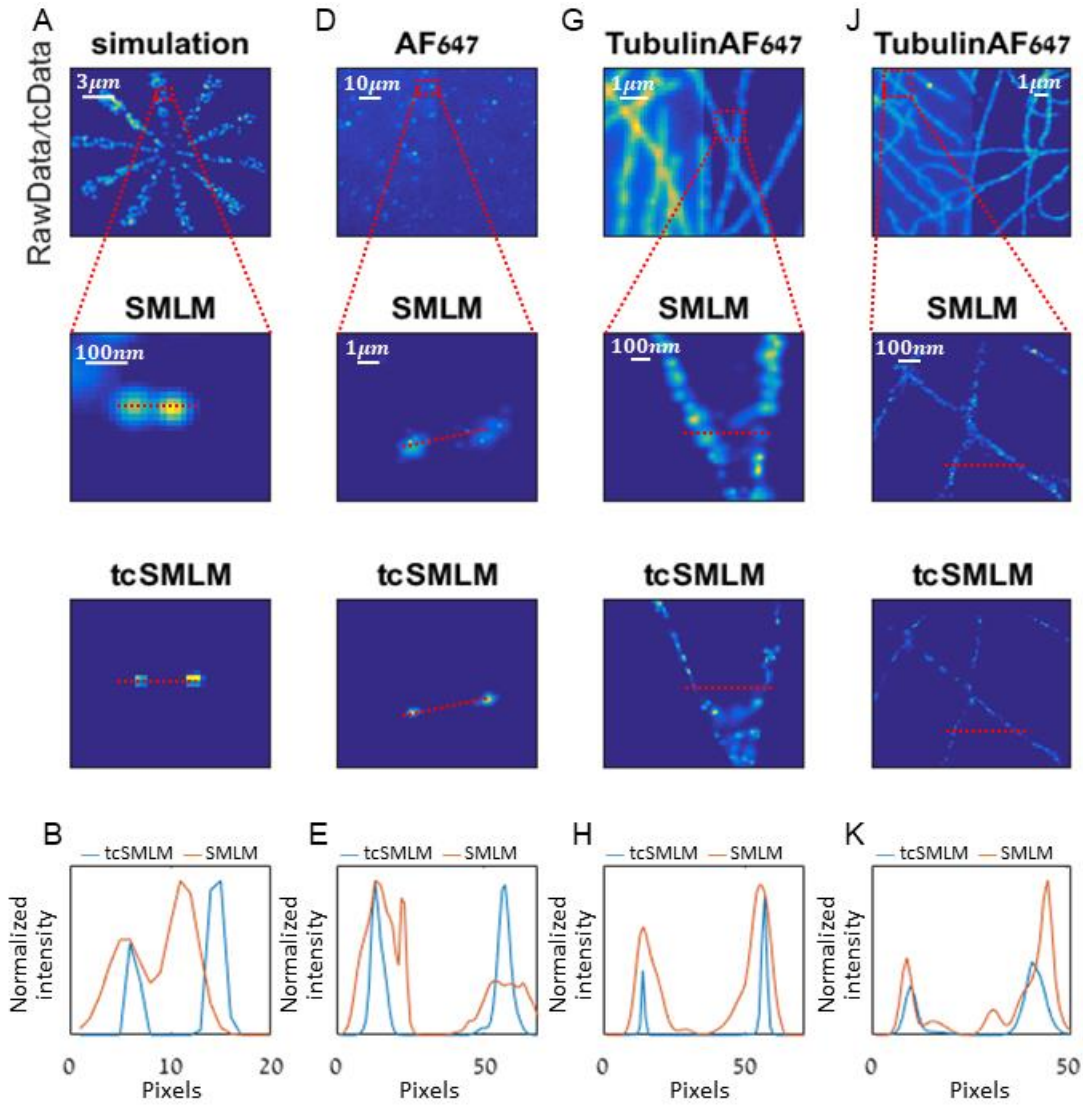 A
D
G
J
simulation
AF647
TubulinAF647
TubulinAF647
RawData/tcData
3μm
10μm
1μm
1μm
SMLM
SMLM
SMLM
SMLM
100nm
1μm
100nm
100nm
tcSMLM
tcSMLM
tcSMLM
tcSMLM
B
E
H
K
tcSMLM SMLM
tcSMLM SMLM
tcSMLM SMLM
tcSMLM SMLM
Normalized
intensity
Normalized
intensity
Normalized
intensity
Normalized
intensity
0 10 20
0 50
0 50
0 50
Pixels
Pixels
Pixels
Pixels